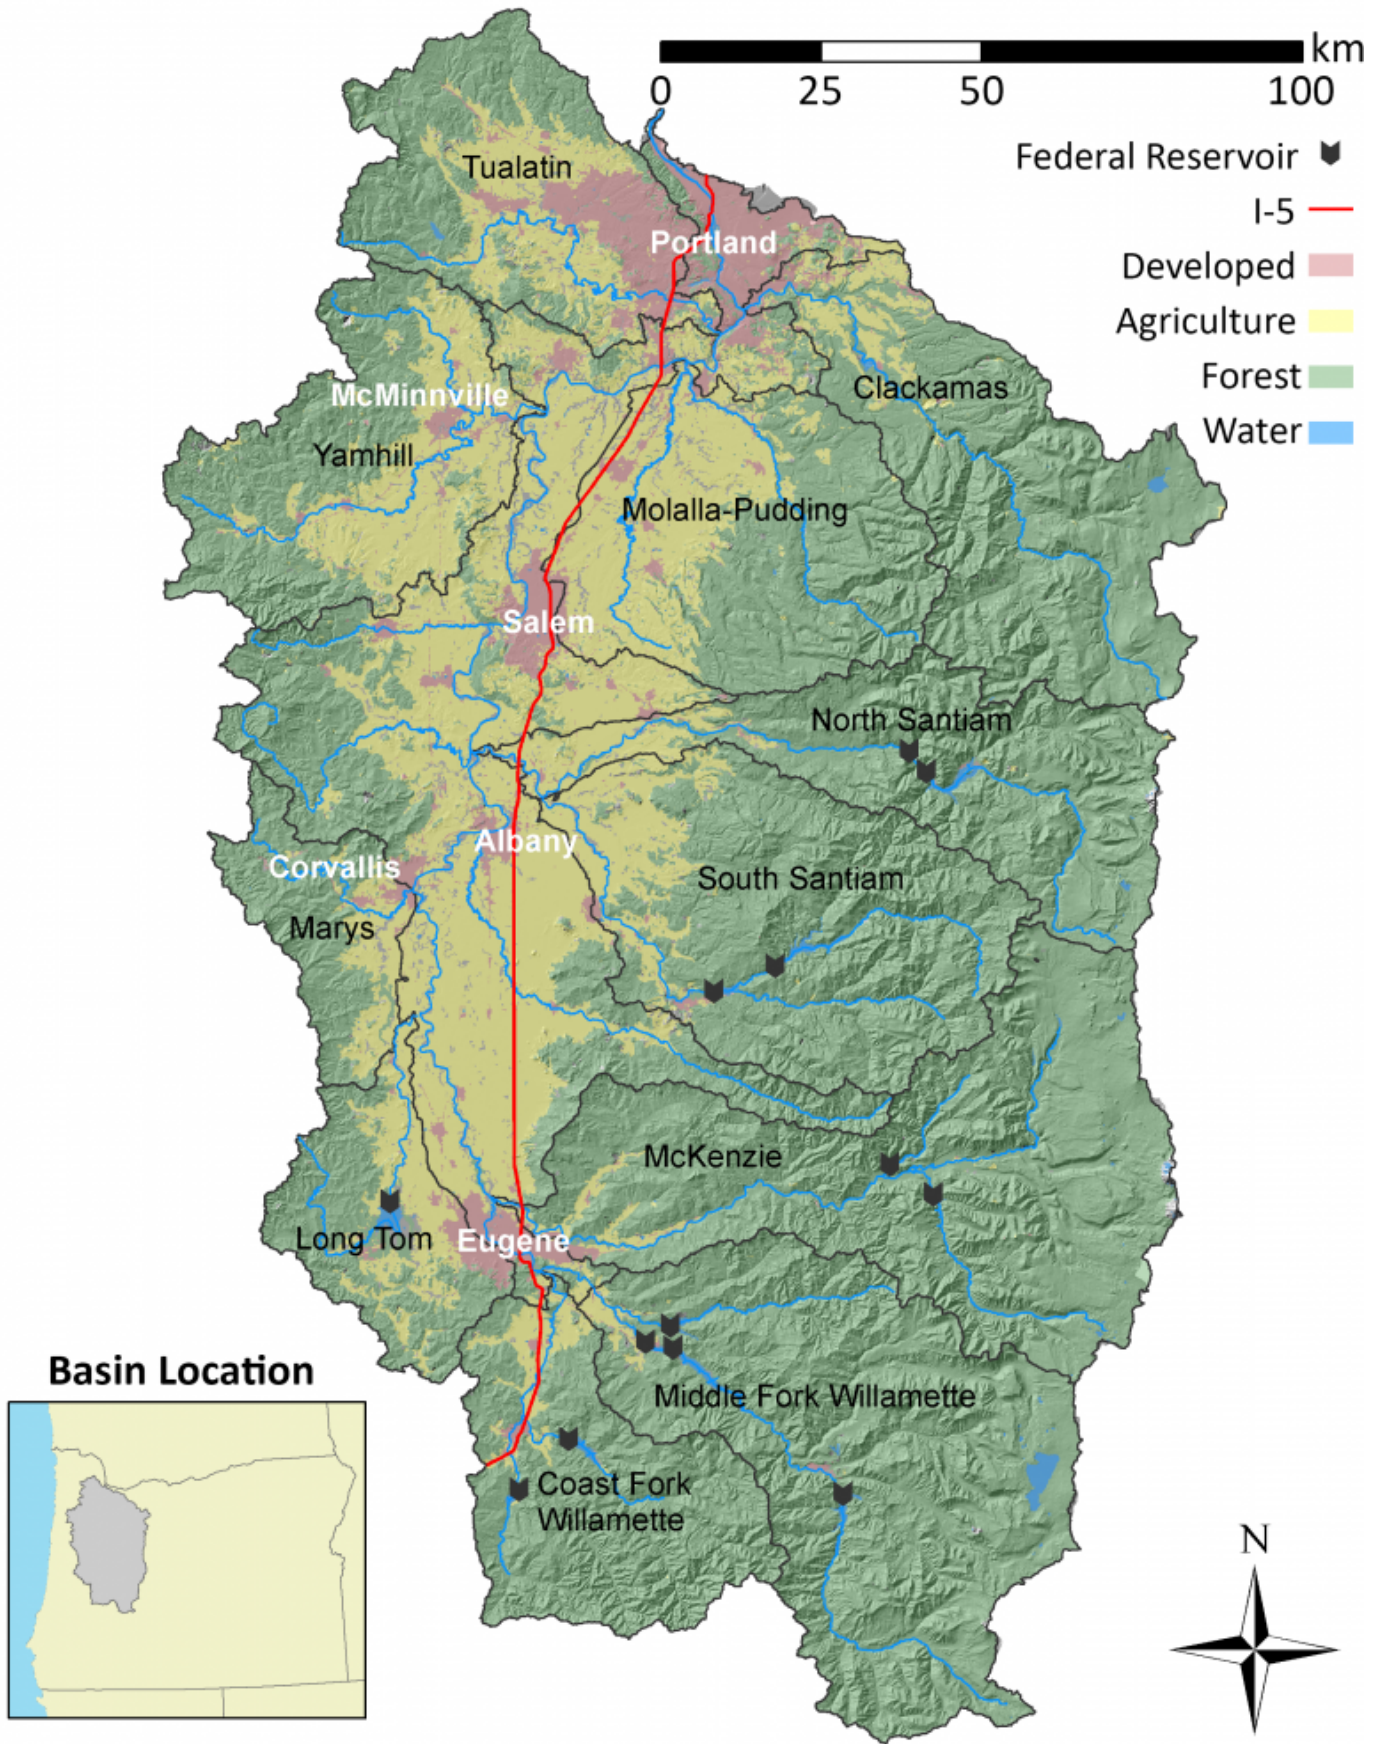 km
0 25 50 100
Federal Reservoir
I-5
Developed
Agriculture
Forest
Water
Tualatin
Portland
McMinnville
Clackamas
Yamhill
Molalla-Pudding
Salem
North Santiam
Albany
Corvallis
South Santiam
Marys
McKenzie
Long Tom
Eugene
Basin Location
Middle Fork Willamette
Coast Fork
Willamette
N